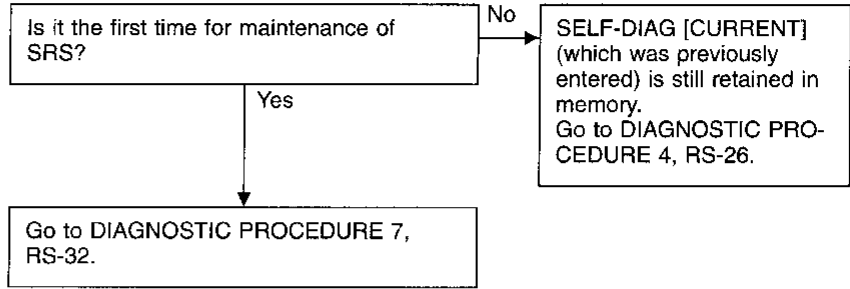 Is it the first time for maintenance of
SRS?
No
SELF-DIAG [CURRENT]
(which was previously
entered) is still retained in
memory.
Go to DIAGNOSTIC PRO-
CEDURE 4, RS-26.
Yes
Go to DIAGNOSTIC PROCEDURE 7,
RS-32.